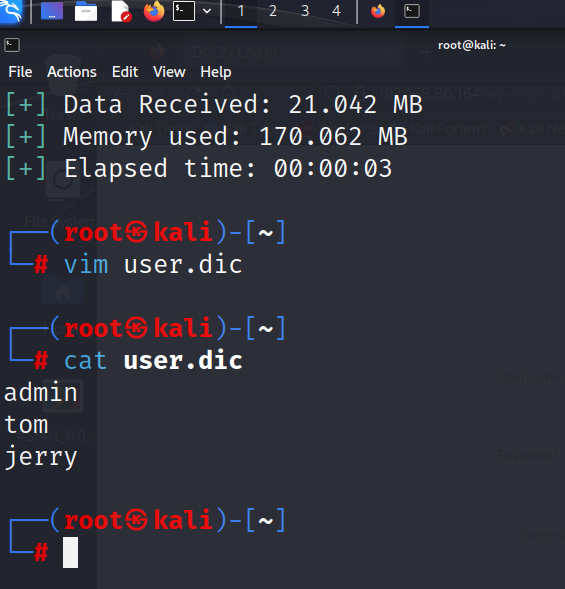 1 2 3 4
root@kali: ~
File Actions Edit View Help
[+] Data Received: 21.042 MB
[+] Memory used: 170.062 MB
[+] Elapsed time: 00:00:03
┌──(root㉿kali)-[~]
└─# vim user.dic
┌──(root㉿kali)-[~]
└─# cat user.dic
admin
tom
jerry
┌──(root㉿kali)-[~]
└─#